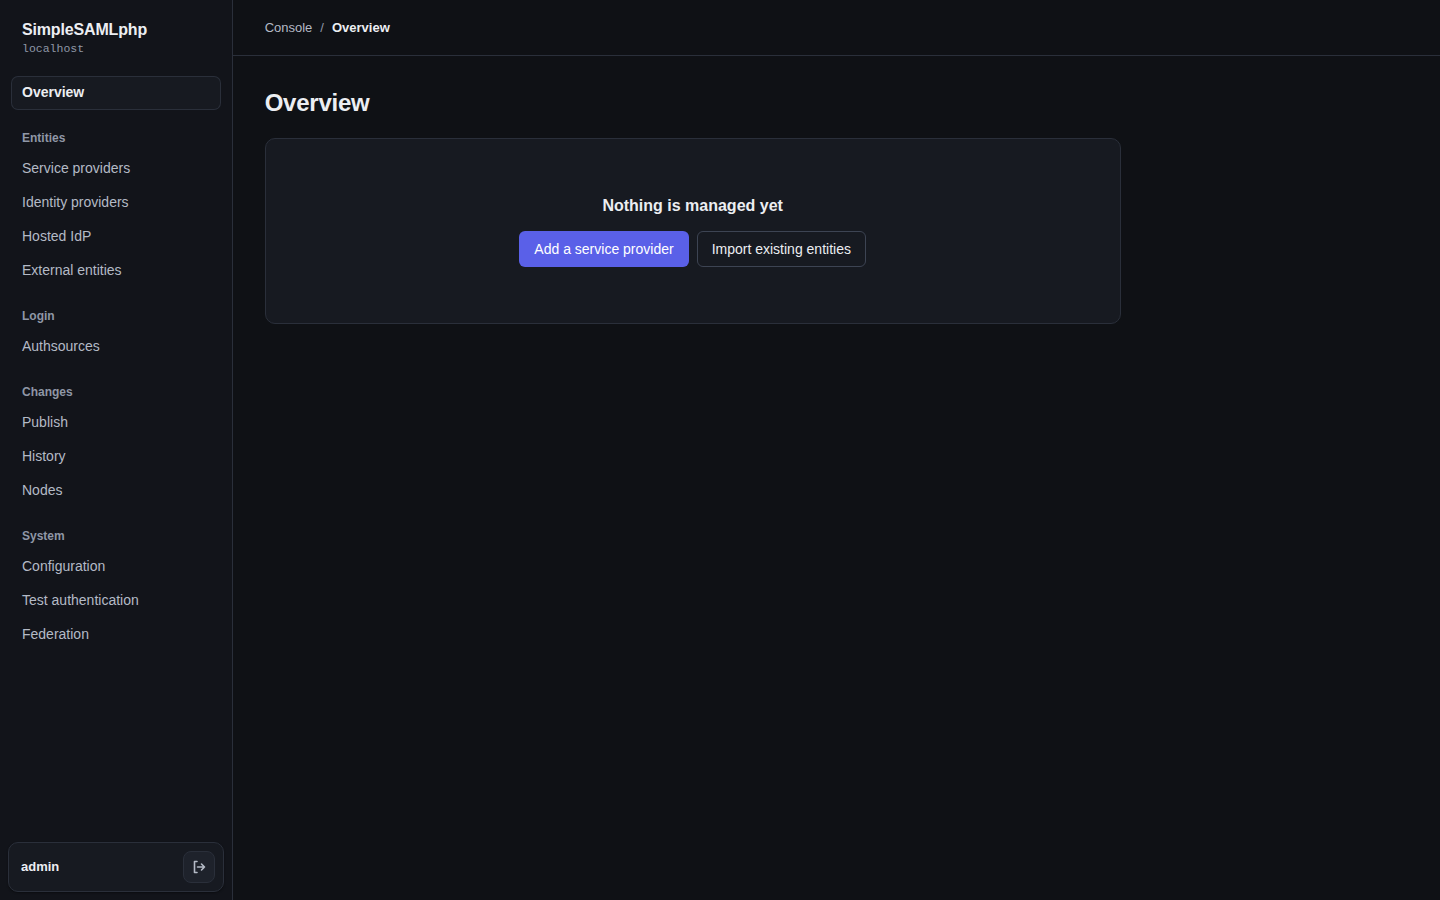 SimpleSAMLphp
localhost
Overview
Entities
Service providers
Identity providers
Hosted IdP
External entities
Login
Authsources
Changes
Publish
History
Nodes
System
Configuration
Test authentication
Federation
admin
Console / Overview
Overview
Nothing is managed yet
Add a service provider
Import existing entities